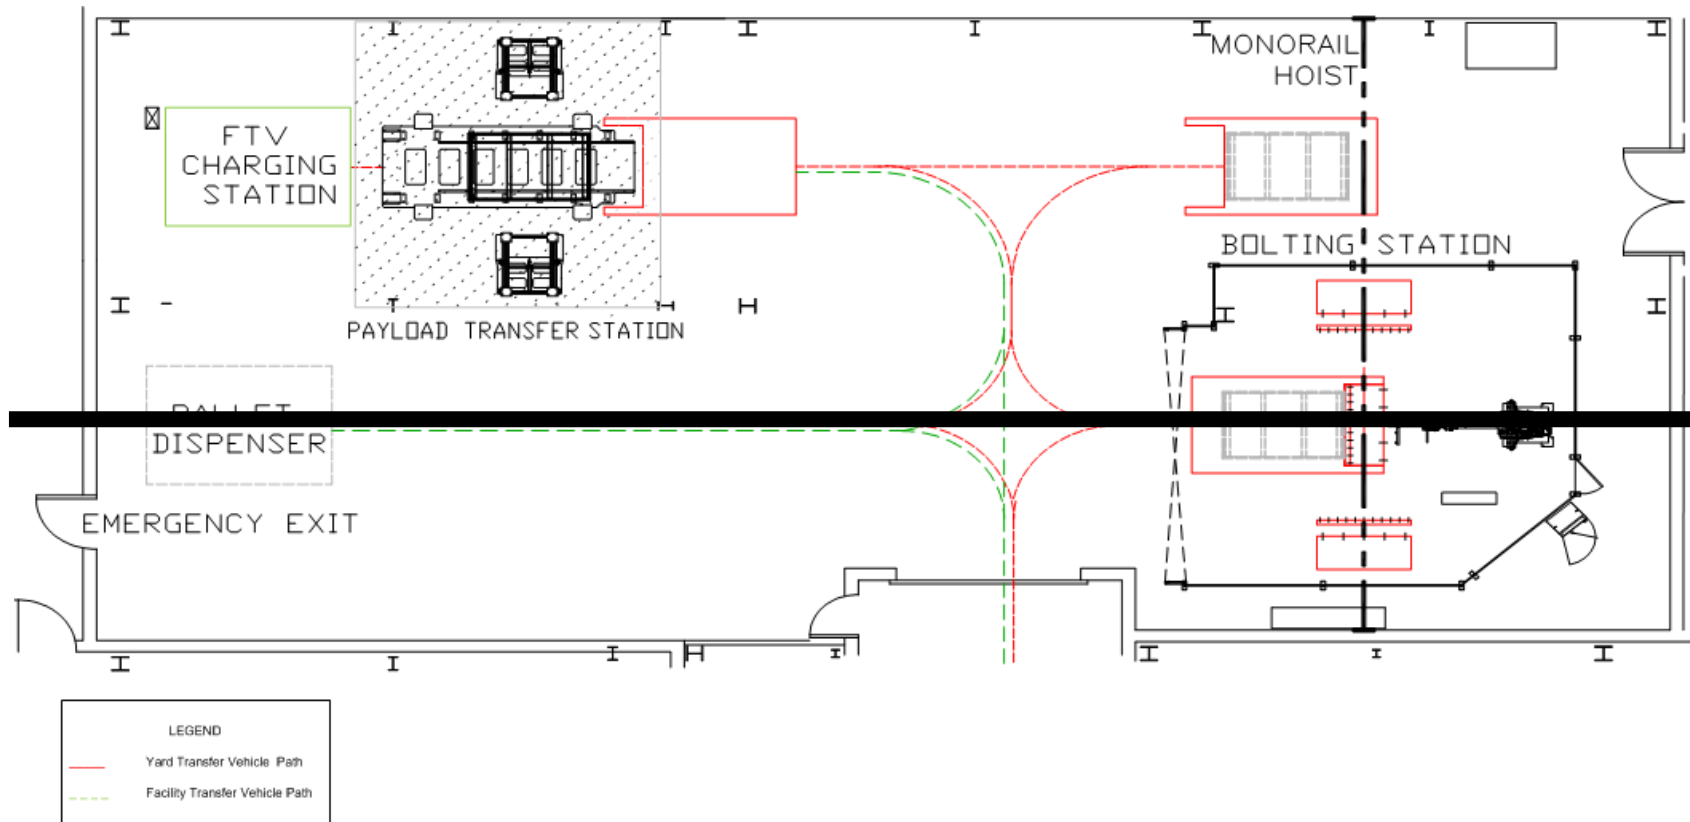 MONORAIL
HOIST
FTV
CHARGING
STATION
BOLTING STATION
PAYLOAD TRANSFER STATION
DISPENSER
EMERGENCY EXIT
LEGEND
Yard Transfer Vehicle Path
Facility Transfer Vehicle Path